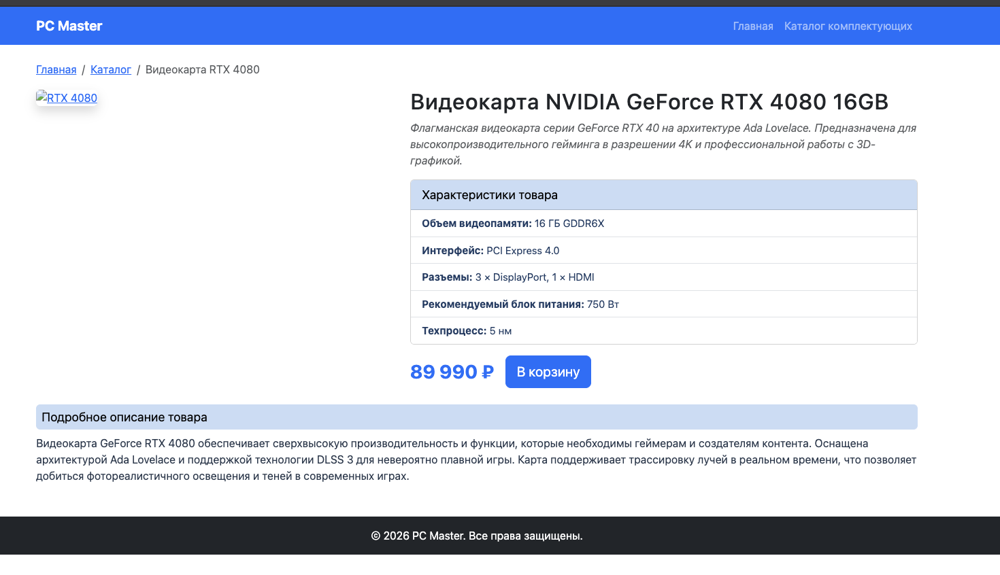 PC Master
Главная Каталог комплектующих
Главная / Каталог / Видеокарта RTX 4080
RTX 4080
Видеокарта NVIDIA GeForce RTX 4080 16GB
Флагманская видеокарта серии GeForce RTX 40 на архитектуре Ada Lovelace. Предназначена для
высокопроизводительного гейминга в разрешении 4K и профессиональной работы с 3D-
графикой.
Характеристики товара
Объем видеопамяти: 16 ГБ GDDR6X
Интерфейс: PCI Express 4.0
Разъемы: 3 × DisplayPort, 1 × HDMI
Рекомендуемый блок питания: 750 Вт
Техпроцесс: 5 нм
89 990 ₽ В корзину
Подробное описание товара
Видеокарта GeForce RTX 4080 обеспечивает сверхвысокую производительность и функции, которые необходимы геймерам и создателям контента. Оснащена
архитектурой Ada Lovelace и поддержкой технологии DLSS 3 для невероятно плавной игры. Карта поддерживает трассировку лучей в реальном времени, что позволяет
добиться фотореалистичного освещения и теней в современных играх.
© 2026 PC Master. Все права защищены.